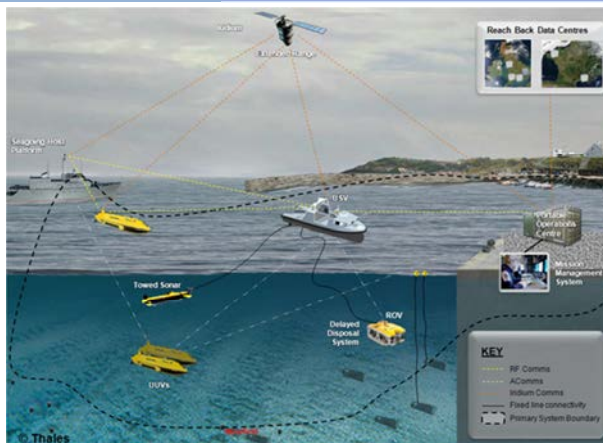 Iridium
Extended Range
Reach Back Data Centres
Seagoing Host
Platform
USV
Portable
Operations
Centre
Mission
Management
System
Towed Sonar
ROV
Delayed
Disposal
System
UUVs
KEY
RF Comms
AComms
Iridium Comms
Fixed line connectivity
Primary System Boundary
© Thales